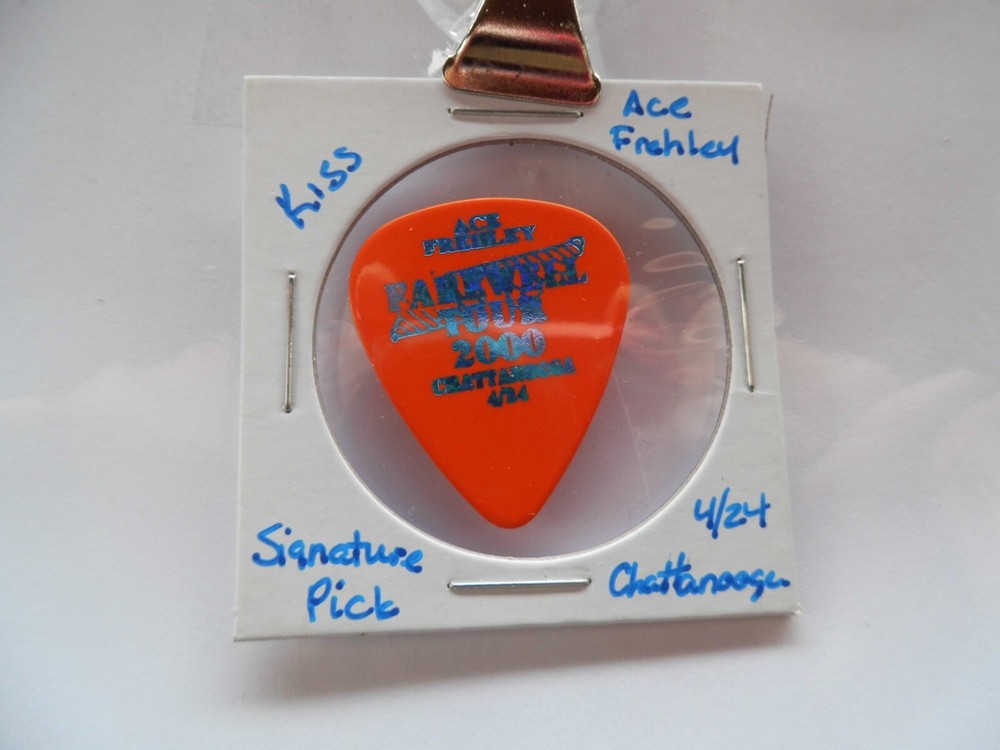 Kiss
Ace
Frehley
ACE
FREHLEY
FAREWELL
TOUR
2000
CHATTANOOGA
4/24
Signature
Pick
4/24
Chattanooga